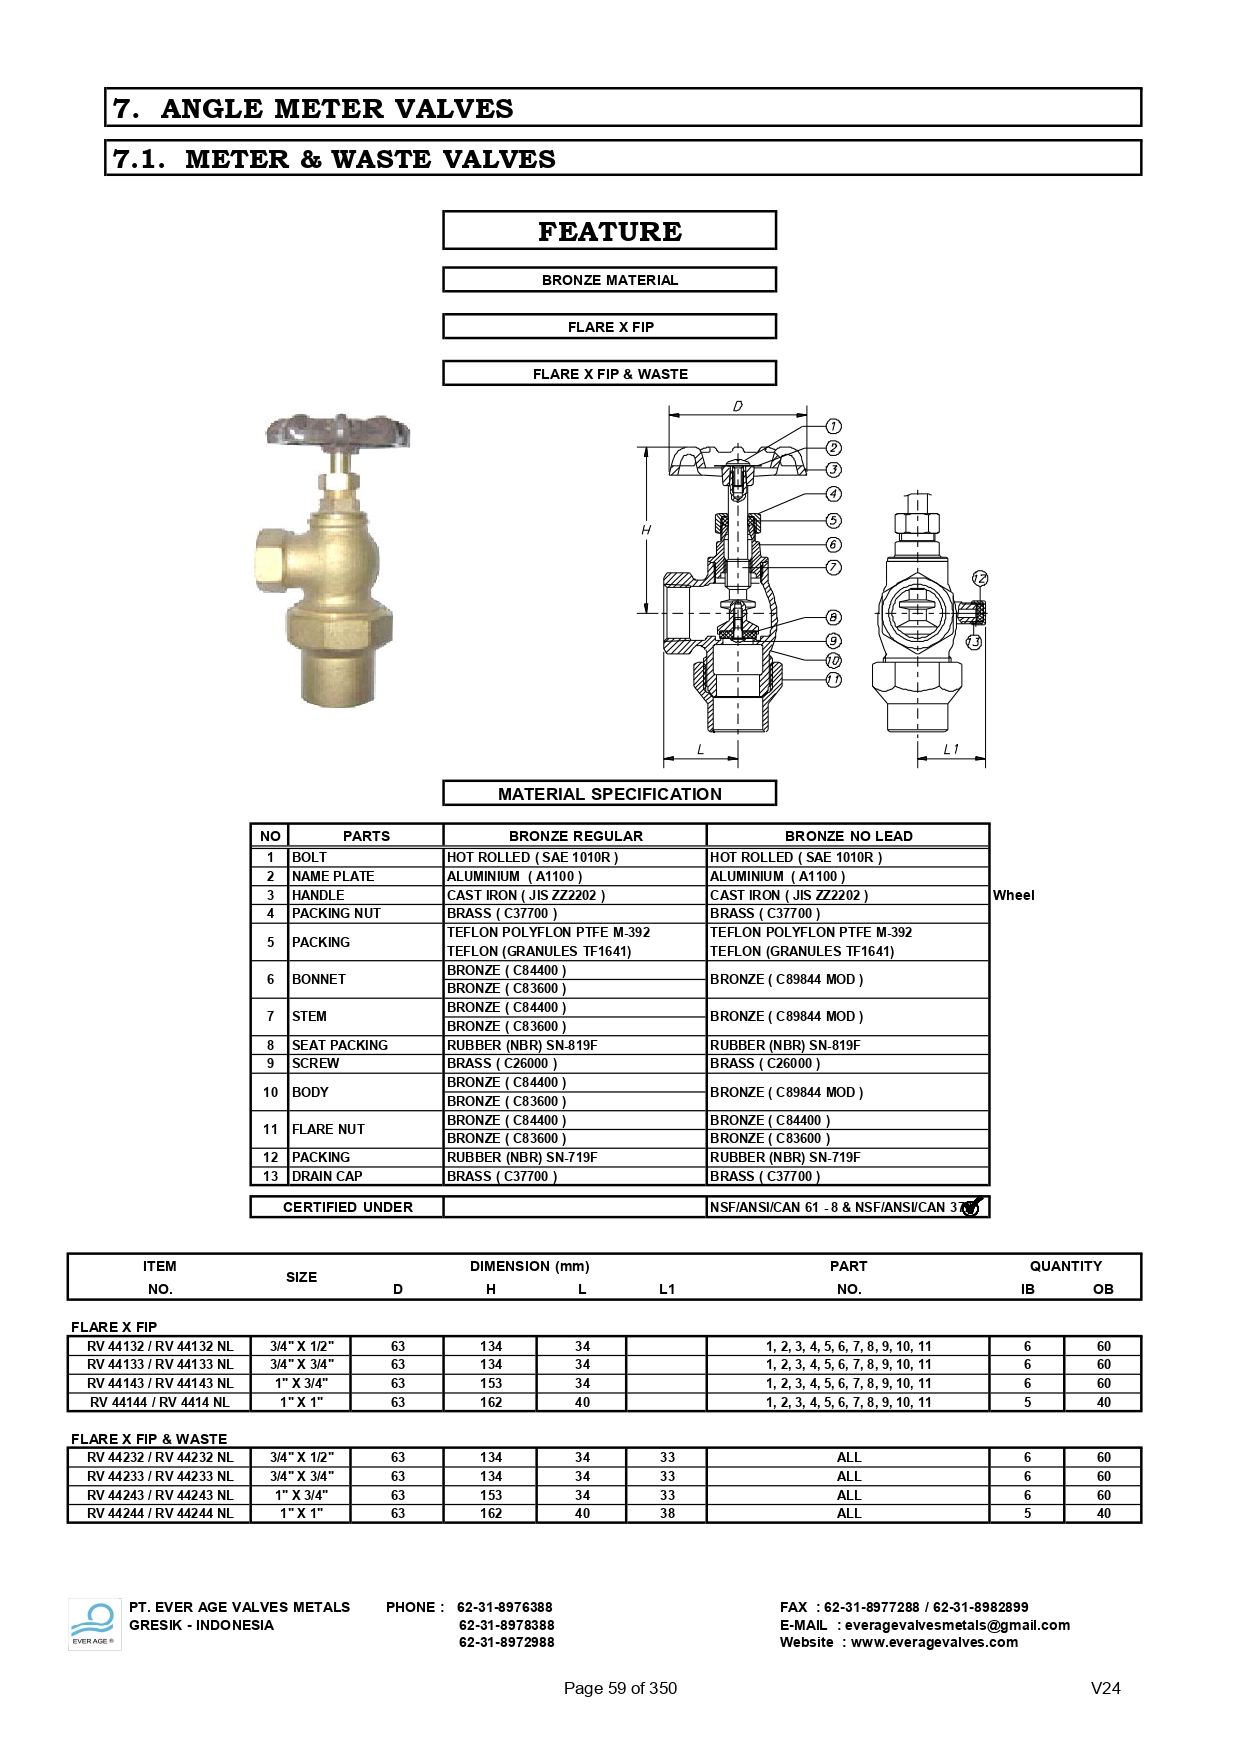 7. ANGLE METER VALVES
7.1. METER & WASTE VALVES
FEATURE
BRONZE MATERIAL
FLARE X FIP
FLARE X FIP & WASTE
D
1
2
3
4
5
6
7
8
9
10
11
12
13
H
L
L1
MATERIAL SPECIFICATION
NO PARTS BRONZE REGULAR BRONZE NO LEAD
1 BOLT HOT ROLLED ( SAE 1010R ) HOT ROLLED ( SAE 1010R )
2 NAME PLATE ALUMINIUM ( A1100 ) ALUMINIUM ( A1100 )
3 HANDLE CAST IRON ( JIS ZZ2202 ) CAST IRON ( JIS ZZ2202 ) Wheel
4 PACKING NUT BRASS ( C37700 ) BRASS ( C37700 )
5 PACKING TEFLON POLYFLON PTFE M-392 TEFLON POLYFLON PTFE M-392
TEFLON (GRANULES TF1641) TEFLON (GRANULES TF1641)
6 BONNET BRONZE ( C84400 ) BRONZE ( C89844 MOD )
BRONZE ( C83600 )
7 STEM BRONZE ( C84400 ) BRONZE ( C89844 MOD )
BRONZE ( C83600 )
8 SEAT PACKING RUBBER (NBR) SN-819F RUBBER (NBR) SN-819F
9 SCREW BRASS ( C26000 ) BRASS ( C26000 )
10 BODY BRONZE ( C84400 ) BRONZE ( C89844 MOD )
BRONZE ( C83600 )
11 FLARE NUT BRONZE ( C84400 ) BRONZE ( C84400 )
BRONZE ( C83600 ) BRONZE ( C83600 )
12 PACKING RUBBER (NBR) SN-719F RUBBER (NBR) SN-719F
13 DRAIN CAP BRASS ( C37700 ) BRASS ( C37700 )
CERTIFIED UNDER NSF/ANSI/CAN 61 - 8 & NSF/ANSI/CAN
ITEM NO. SIZE DIMENSION (mm) PART NO. QUANTITY
D H L L1 IB OB
FLARE X FIP
RV 44132 / RV 44132 NL 3/4" X 1/2" 63 134 34 1, 2, 3, 4, 5, 6, 7, 8, 9, 10, 11 6 60
RV 44133 / RV 44133 NL 3/4" X 3/4" 63 134 34 1, 2, 3, 4, 5, 6, 7, 8, 9, 10, 11 6 60
RV 44143 / RV 44143 NL 1" X 3/4" 63 153 34 1, 2, 3, 4, 5, 6, 7, 8, 9, 10, 11 6 60
RV 44144 / RV 4414 NL 1" X 1" 63 162 40 1, 2, 3, 4, 5, 6, 7, 8, 9, 10, 11 5 40
FLARE X FIP & WASTE
RV 44232 / RV 44232 NL 3/4" X 1/2" 63 134 34 33 ALL 6 60
RV 44233 / RV 44233 NL 3/4" X 3/4" 63 134 34 33 ALL 6 60
RV 44243 / RV 44243 NL 1" X 3/4" 63 153 34 33 ALL 6 60
RV 44244 / RV 44244 NL 1" X 1" 63 162 40 38 ALL 5 40
EVER AGE ®
PT. EVER AGE VALVES METALS PHONE : 62-31-8976388 FAX : 62-31-8977288 / 62-31-8982899
GRESIK - INDONESIA 62-31-8978388 E-MAIL : everagevalvesmetals@gmail.com
62-31-8972988 Website : www.everagevalves.com
Page 59 of 350 V24